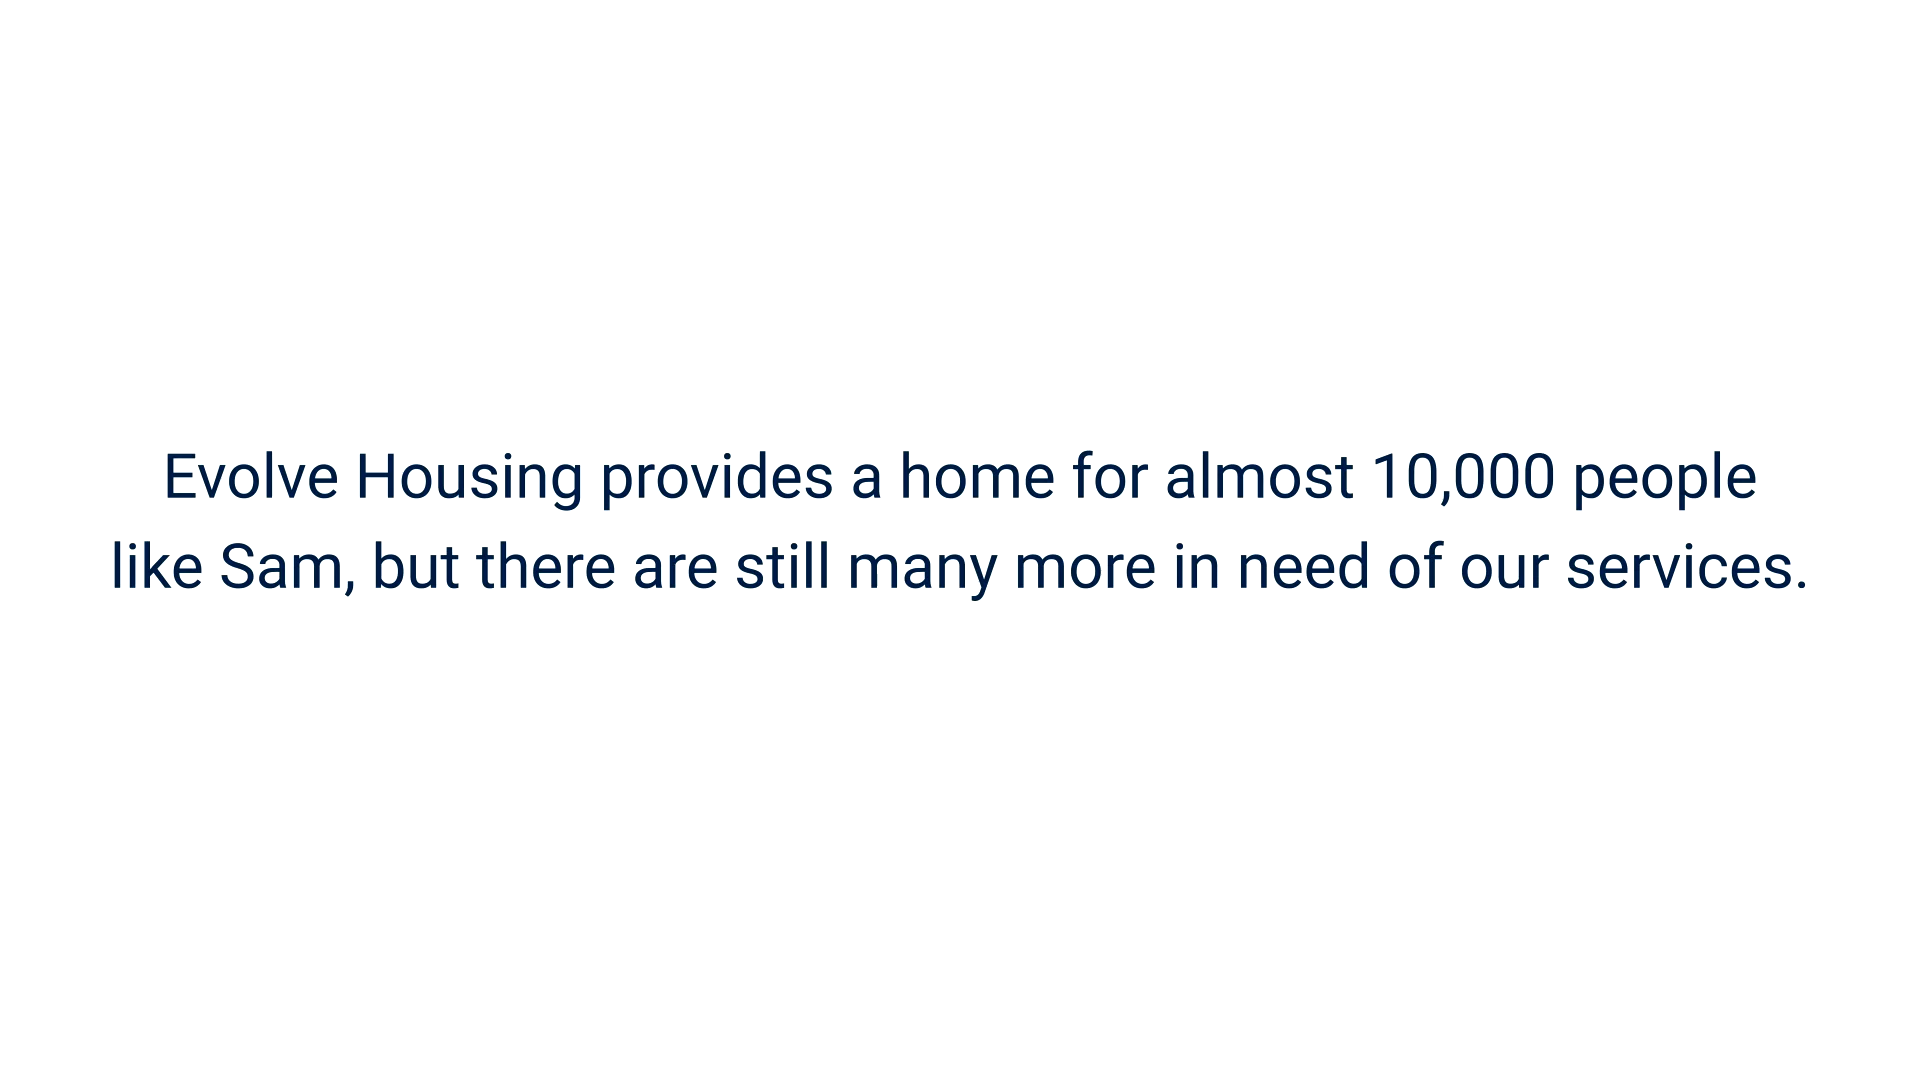 Evolve Housing provides a home for almost 10,000 people
like Sam, but there are still many more in need of our services.